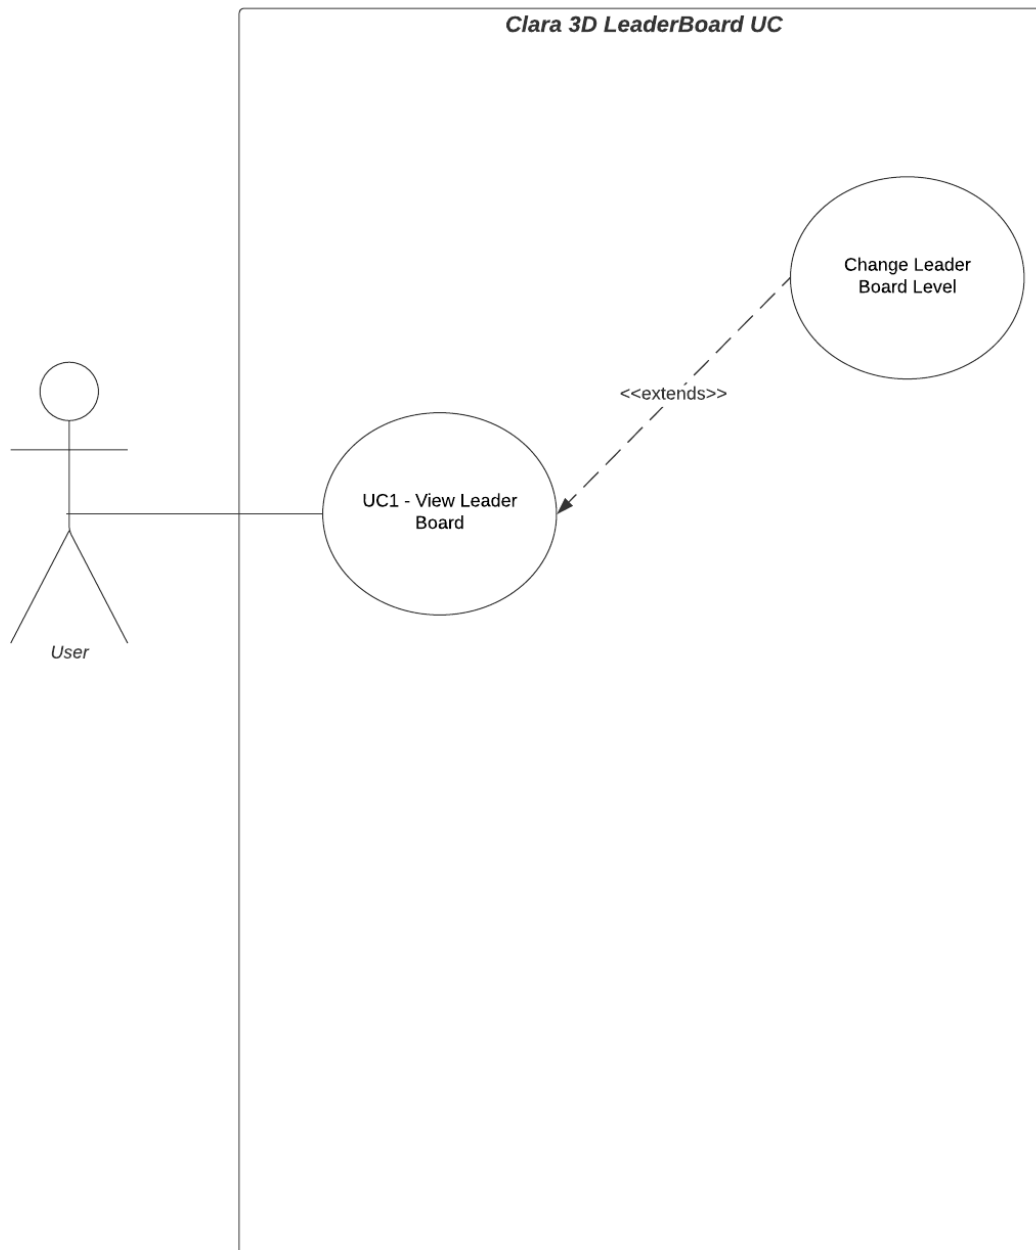 Clara 3D LeaderBoard UC
Change Leader
Board Level
<<extends>>
UC1 - View Leader
Board
User